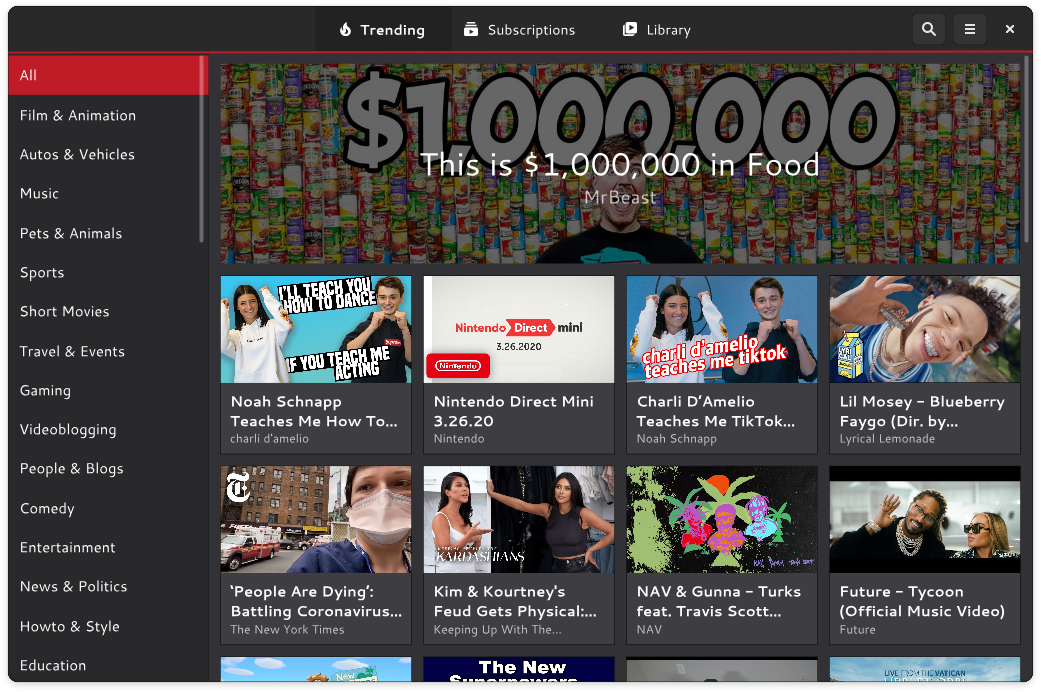 Trending
Subscriptions
Library
All
Film & Animation
Autos & Vehicles
Music
Pets & Animals
Sports
Short Movies
Travel & Events
Gaming
Videoblogging
People & Blogs
Comedy
Entertainment
News & Politics
Howto & Style
Education
$1,000,000
This is $1,000,000 in Food
MrBeast
I'LL TEACH YOU
HOW TO DANCE
IF YOU TEACH ME
ACTING
Noah Schnapp
Teaches Me How To...
charli d'amelio
Nintendo Direct mini
3.26.2020
Nintendo
Nintendo Direct Mini
3.26.20
Nintendo
charli d'amelio
teaches me tiktok
Charli D'Amelio
Teaches Me TikTok...
Noah Schnapp
Lil Mosey - Blueberry
Faygo (Dir. by...
Lyrical Lemonade
'People Are Dying':
Battling Coronavirus...
The New York Times
KARDASHIANS
Kim & Kourtney's
Feud Gets Physical:...
Keeping Up With The...
NAV & Gunna - Turks
feat. Travis Scott...
NAV
Future - Tycoon
(Official Music Video)
Future
New
The New
Superpowers
LIVE FROM THE VATICAN